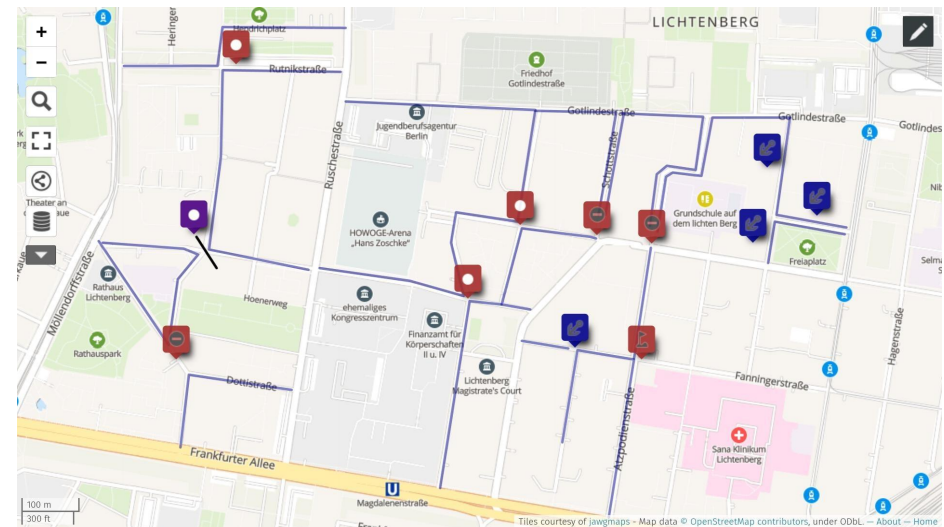 LICHTENBERG
Hendrichplatz
Rutnikstraße
Friedhof
Gotlindestraße
Gotlindestraße
Gotlindestraße
Jugendberufsagentur
Berlin
Ruschestraße
Schottstraße
Theater an
Grundschule auf
dem lichten Berg
HOWOGE-Arena
„Hans Zoschke"
Freiaplatz
Möllendorffstraße
Rathaus
Lichtenberg
Hoenerweg
ehemaliges
Kongresszentrum
Finanzamt für
Körperschaften
II u. IV
Hagenstraße
Rathauspark
Lichtenberg
Magistrate's Court
Dottistraße
Fanningerstraße
Atzpodienstraße
Sana Klinikum
Lichtenberg
Frankfurter Allee
U
Magdalenenstraße
100 m
300 ft
Tiles courtesy of jawgmaps - Map data © OpenStreetMap contributors, under ODbL. — About — Home